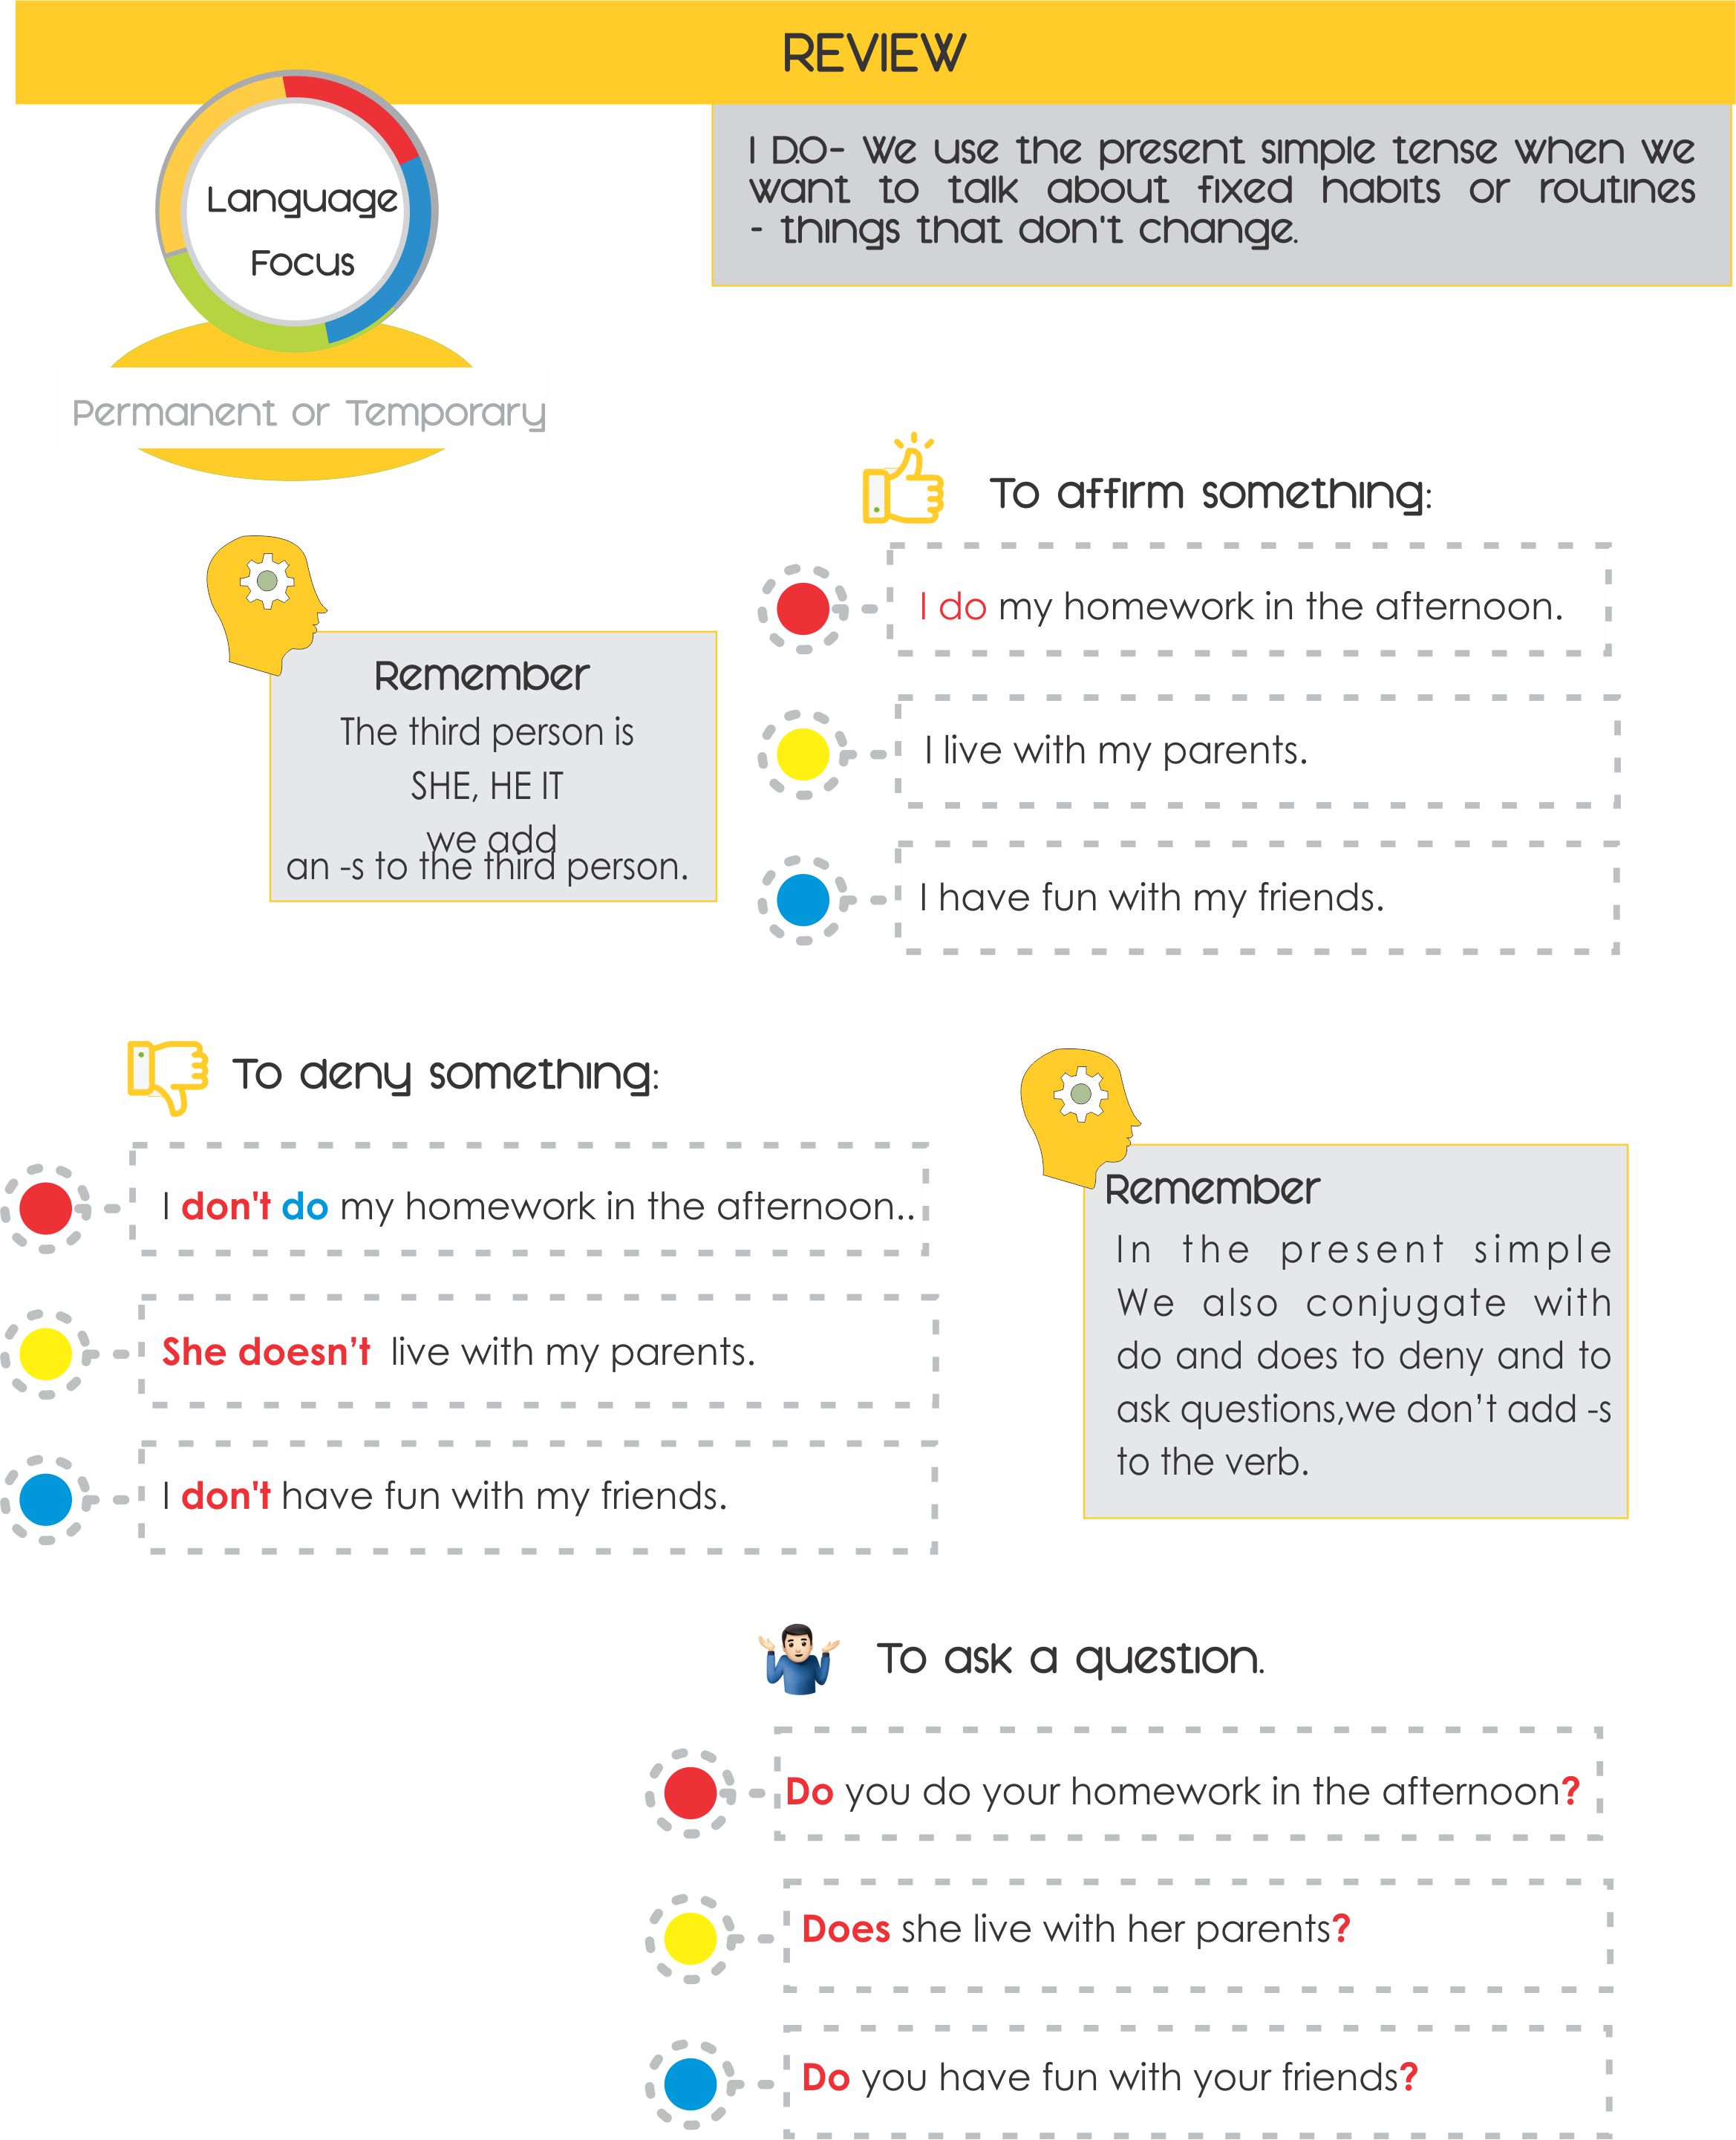 REVIEW
I D.O- We use the present simple tense when we
want to talk about fixed habits or routines
- things that don't change.
Language
Focus
Permanent or Temporary
To affirm something:
I do my homework in the afternoon.
I live with my parents.
I have fun with my friends.
Remember
The third person is
SHE, HE IT
we add
an -s to the third person.
To deny something:
I don't do my homework in the afternoon..
She doesn’t live with my parents.
I don't have fun with my friends.
Remember
In the present simple
We also conjugate with
do and does to deny and to
ask questions,we don’t add -s
to the verb.
To ask a question.
Do you do your homework in the afternoon?
Does she live with her parents?
Do you have fun with your friends?